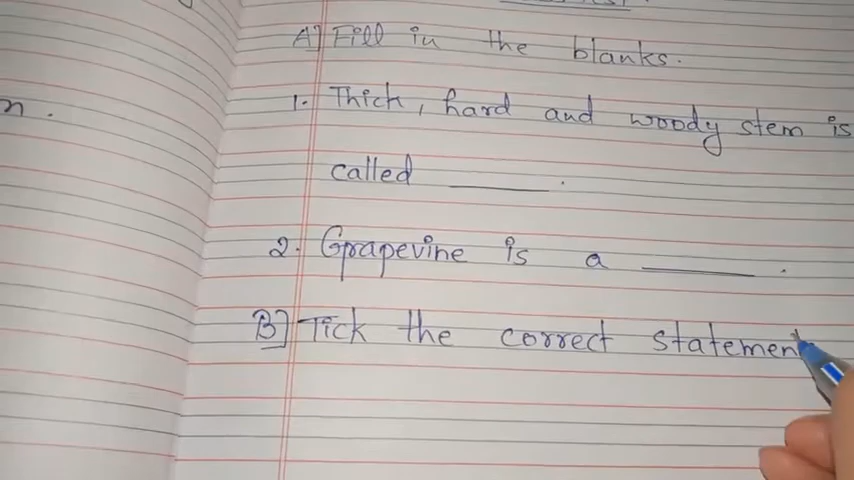 A] Fill in the blanks.
n.
1. Thick, hard and woody stem is
called ______.
2. Grapevine is a ______.
B] Tick the correct statement